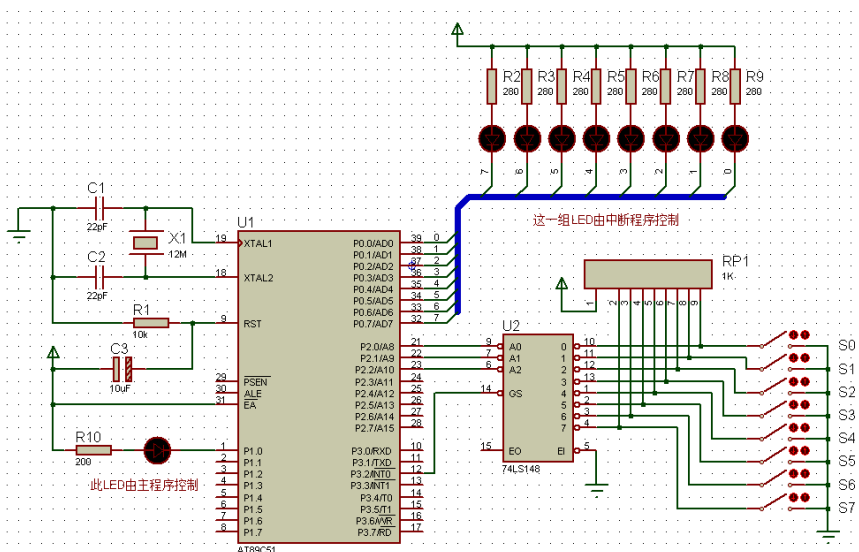 R2 R3 R4 R5 R6 R7 R8 R9
280 280 280 280 280 280 280 280
7 6 5 4 3 2 1 0
这一组LED由中断程序控制
C1
22pF
X1
12M
C2
22pF
R1
10k
C3
10uF
R10
200
此LED由主程序控制
U1
19 XTAL1
18 XTAL2
9 RST
29 PSEN
30 ALE
31 EA
1 P1.0
2 P1.1
3 P1.2
4 P1.3
5 P1.4
6 P1.5
7 P1.6
8 P1.7
P0.0/AD0 39 0
P0.1/AD1 38 1
P0.2/AD2 37 2
P0.3/AD3 36 3
P0.4/AD4 35 4
P0.5/AD5 34 5
P0.6/AD6 33 6
P0.7/AD7 32 7
P2.0/A8 21
P2.1/A9 22
P2.2/A10 23
P2.3/A11 24
P2.4/A12 25
P2.5/A13 26
P2.6/A14 27
P2.7/A15 28
P3.0/RXD 10
P3.1/TXD 11
P3.2/INT0 12
P3.3/INT1 13
P3.4/T0 14
P3.5/T1 15
P3.6/WR 16
P3.7/RD 17
AT89C51
RP1
1K
1 2 3 4 5 6 7 8 9
U2
9 A0
7 A1
6 A2
14 GS
15 EO
0 10
1 11
2 12
3 13
4 1
5 2
6 3
7 4
EI 5
74LS148
S0
S1
S2
S3
S4
S5
S6
S7